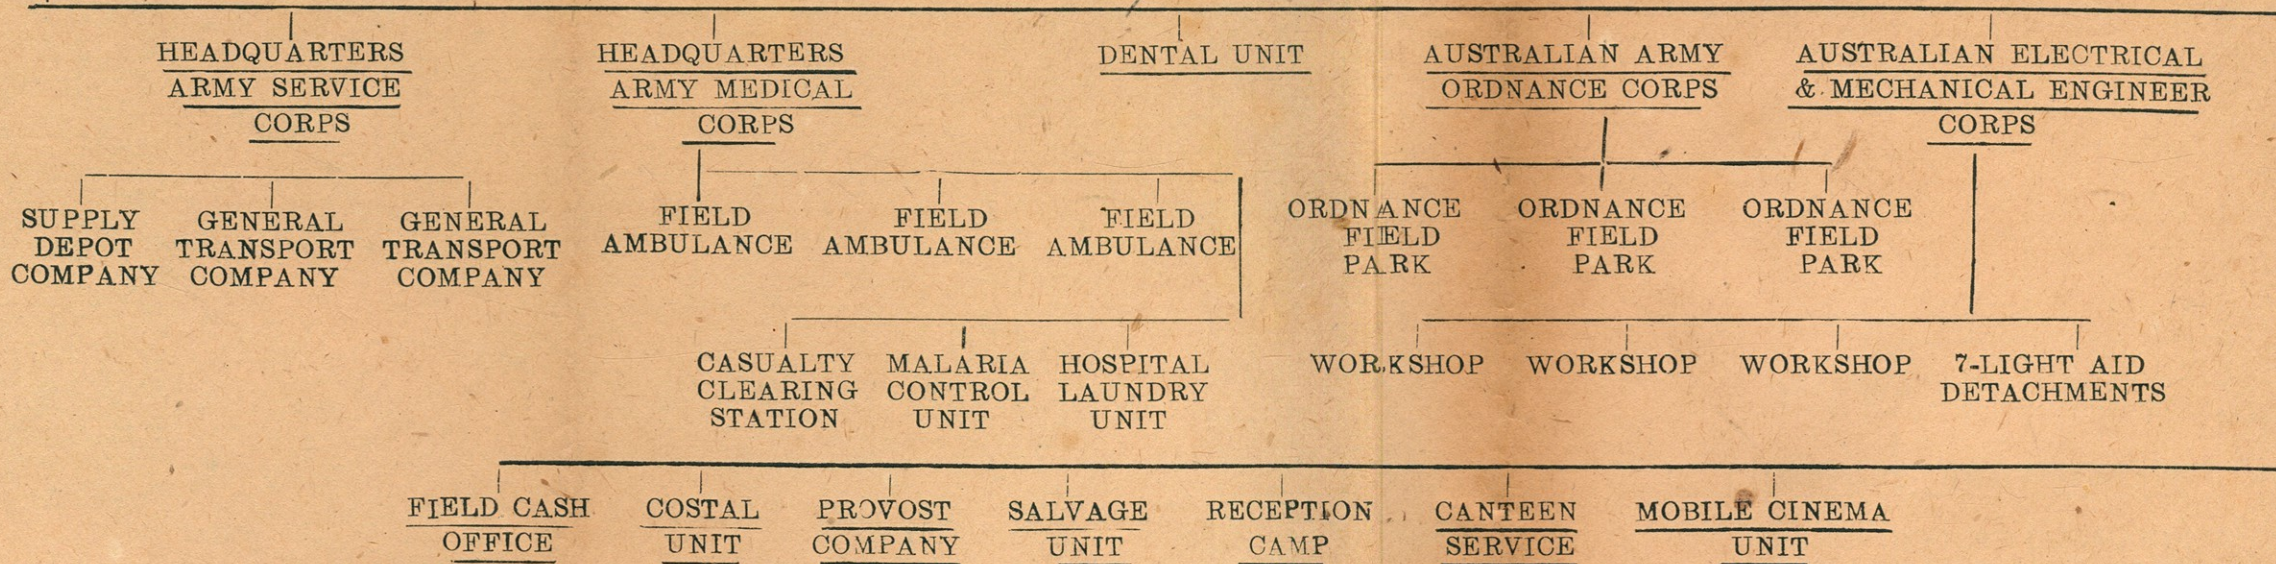 HEADQUARTERS
ARMY SERVICE
CORPS
HEADQUARTERS
ARMY MEDICAL
CORPS
DENTAL UNIT
AUSTRALIAN ARMY
ORDNANCE CORPS
AUSTRALIAN ELECTRICAL
& MECHANICAL ENGINEER
CORPS
SUPPLY
DEPOT
COMPANY
GENERAL
TRANSPORT
COMPANY
GENERAL
TRANSPORT
COMPANY
FIELD
AMBULANCE
FIELD
AMBULANCE
FIELD
AMBULANCE
ORDNANCE
FIELD
PARK
ORDNANCE
FIELD
PARK
ORDNANCE
FIELD
PARK
CASUALTY
CLEARING
STATION
MALARIA
CONTROL
UNIT
HOSPITAL
LAUNDRY
UNIT
WORKSHOP
WORKSHOP
WORKSHOP
7-LIGHT AID
DETACHMENTS
FIELD CASH
OFFICE
COSTAL
UNIT
PROVOST
COMPANY
SALVAGE
UNIT
RECEPTION
CAMP
CANTEEN
SERVICE
MOBILE CINEMA
UNIT